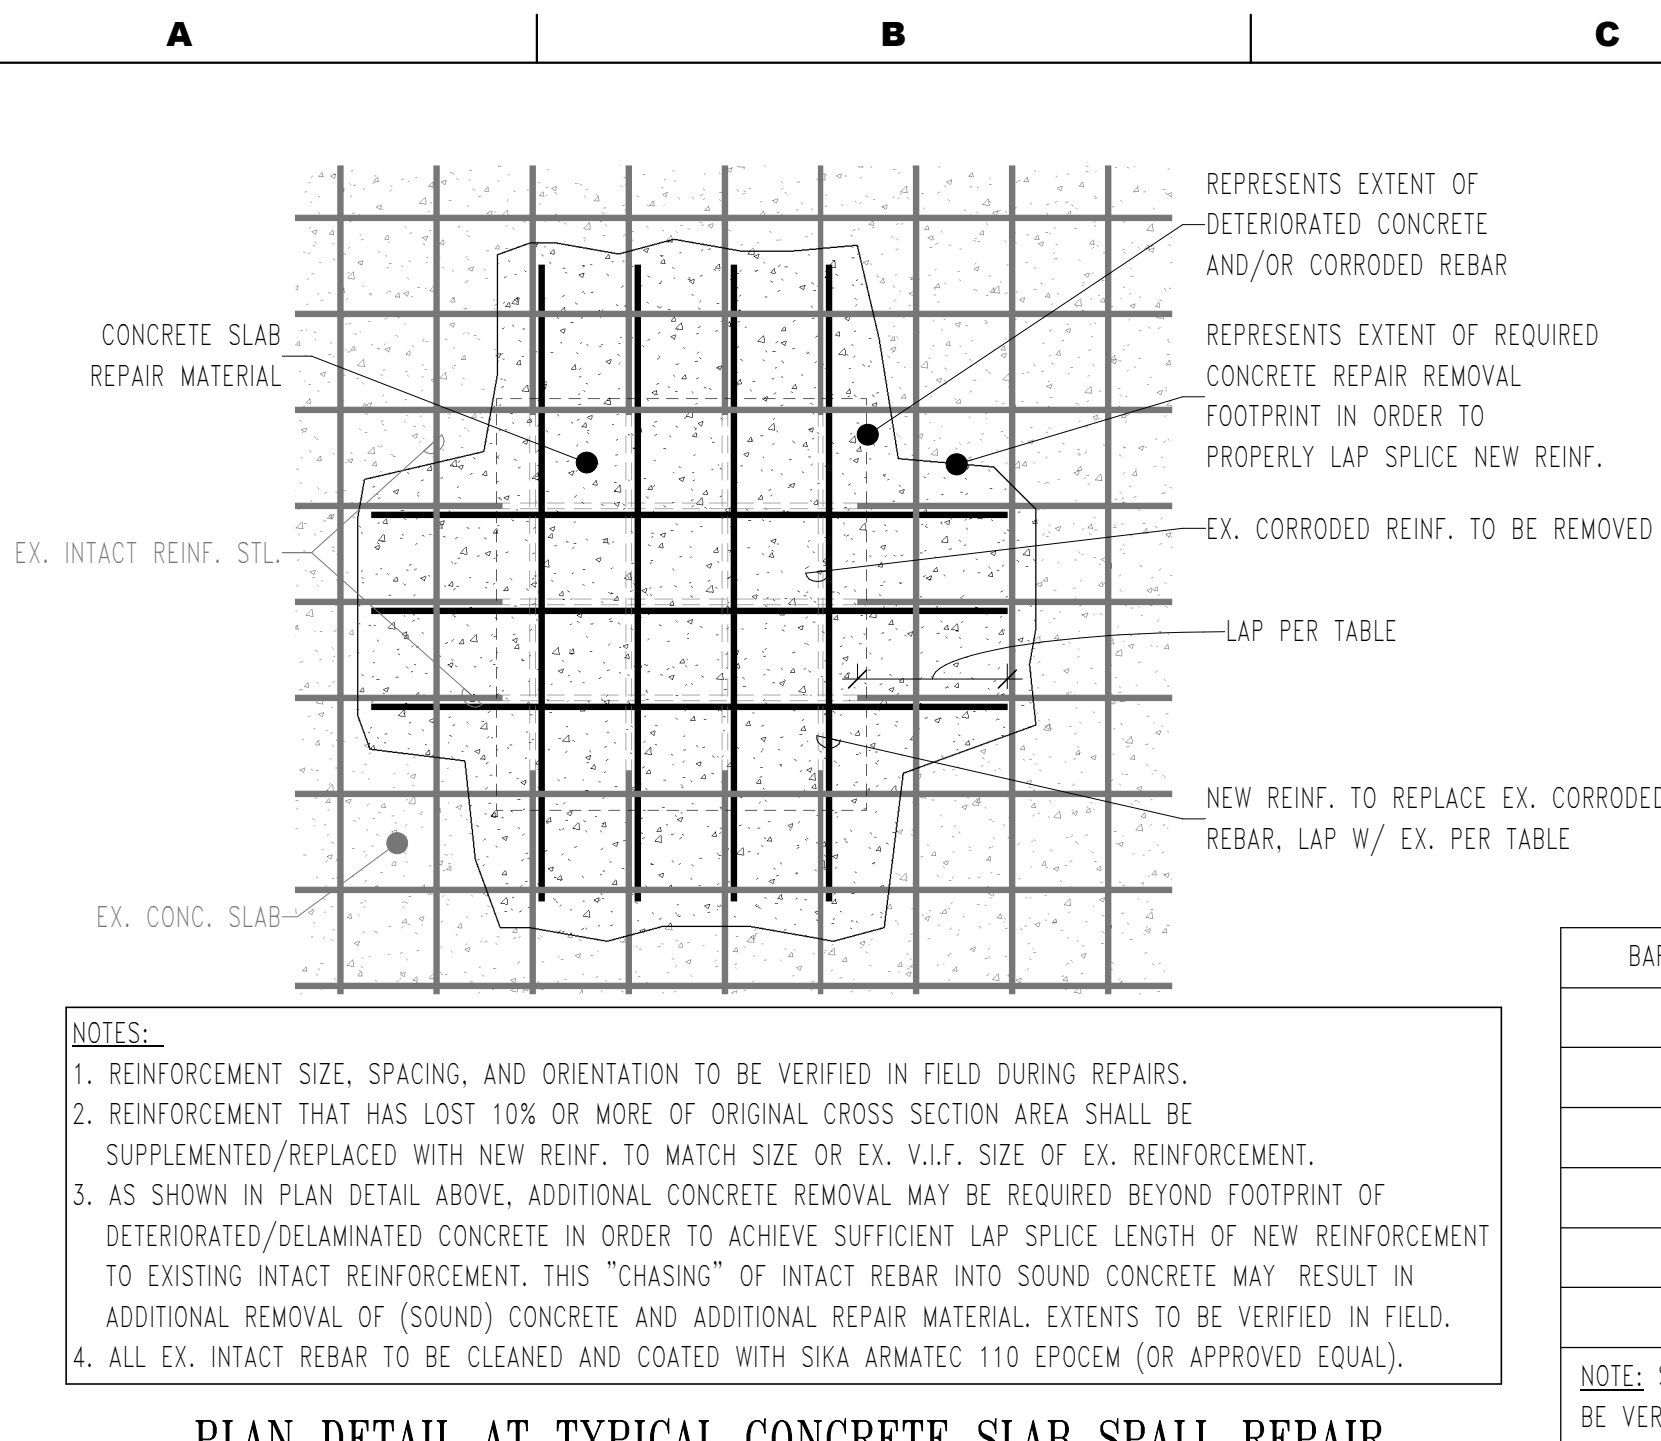 A B C
CONCRETE SLAB
REPAIR MATERIAL
EX. INTACT REINF. STL.
EX. CONC. SLAB
REPRESENTS EXTENT OF
DETERIORATED CONCRETE
AND/OR CORRODED REBAR
REPRESENTS EXTENT OF REQUIRED
CONCRETE REPAIR REMOVAL
FOOTPRINT IN ORDER TO
PROPERLY LAP SPLICE NEW REINF.
EX. CORRODED REINF. TO BE REMOVED
LAP PER TABLE
NEW REINF. TO REPLACE EX. CORRODED
REBAR, LAP W/ EX. PER TABLE
NOTES:
1. REINFORCEMENT SIZE, SPACING, AND ORIENTATION TO BE VERIFIED IN FIELD DURING REPAIRS.
2. REINFORCEMENT THAT HAS LOST 10% OR MORE OF ORIGINAL CROSS SECTION AREA SHALL BE
SUPPLEMENTED/REPLACED WITH NEW REINF. TO MATCH SIZE OR EX. V.I.F. SIZE OF EX. REINFORCEMENT.
3. AS SHOWN IN PLAN DETAIL ABOVE, ADDITIONAL CONCRETE REMOVAL MAY BE REQUIRED BEYOND FOOTPRINT OF
DETERIORATED/DELAMINATED CONCRETE IN ORDER TO ACHIEVE SUFFICIENT LAP SPLICE LENGTH OF NEW REINFORCEMENT
TO EXISTING INTACT REINFORCEMENT. THIS "CHASING" OF INTACT REBAR INTO SOUND CONCRETE MAY RESULT IN
ADDITIONAL REMOVAL OF (SOUND) CONCRETE AND ADDITIONAL REPAIR MATERIAL. EXTENTS TO BE VERIFIED IN FIELD.
4. ALL EX. INTACT REBAR TO BE CLEANED AND COATED WITH SIKA ARMATEC 110 EPOCEM (OR APPROVED EQUAL).
PLAN DETAIL AT TYPICAL CONCRETE SLAB SPALL REPAIR
NOTE:
BE